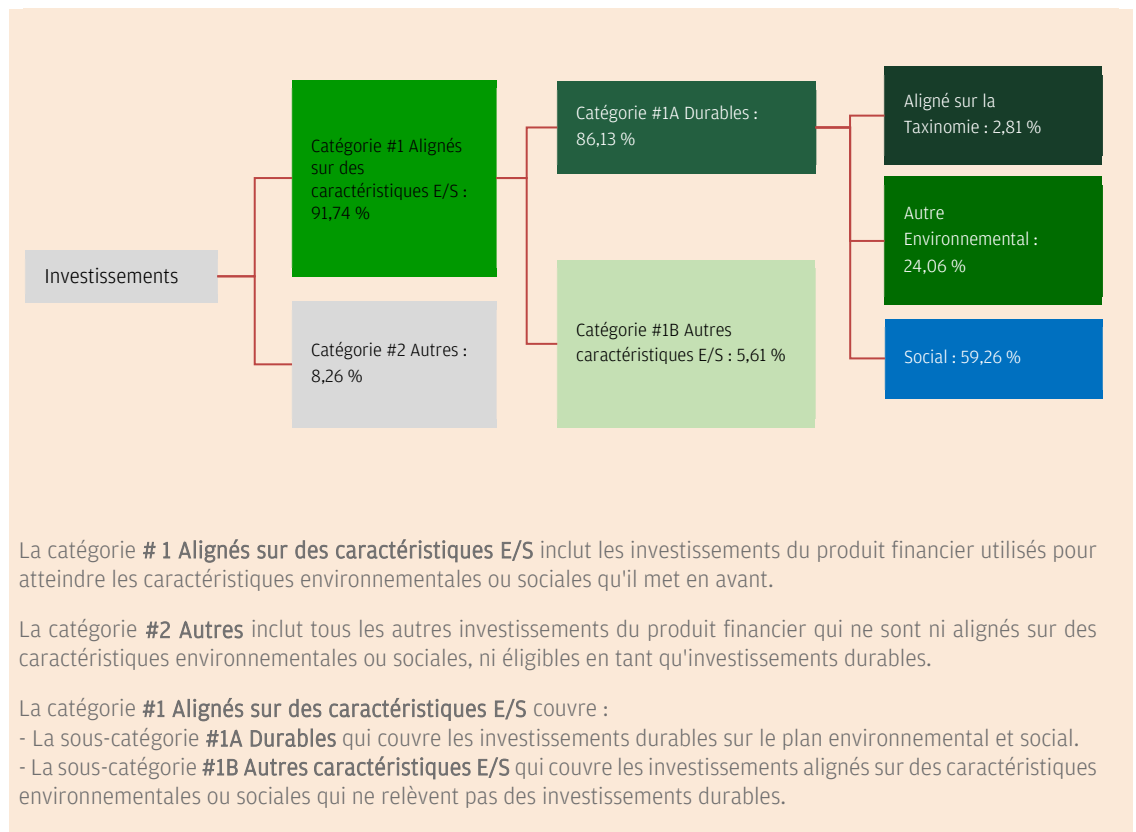 Investissements
Catégorie #1 Alignés
sur des
caractéristiques E/S :
91,74 %
Catégorie #2 Autres :
8,26 %
Catégorie #1A Durables :
86,13 %
Catégorie #1B Autres
caractéristiques E/S : 5,61 %
Aligné sur la
Taxinomie : 2,81 %
Autre
Environnemental :
24,06 %
Social : 59,26 %
La catégorie # 1 Alignés sur des caractéristiques E/S inclut les investissements du produit financier utilisés pour
atteindre les caractéristiques environnementales ou sociales qu'il met en avant.
La catégorie #2 Autres inclut tous les autres investissements du produit financier qui ne sont ni alignés sur des
caractéristiques environnementales ou sociales, ni éligibles en tant qu'investissements durables.
La catégorie #1 Alignés sur des caractéristiques E/S couvre :
- La sous-catégorie #1A Durables qui couvre les investissements durables sur le plan environnemental et social.
- La sous-catégorie #1B Autres caractéristiques E/S qui couvre les investissements alignés sur des caractéristiques
environnementales ou sociales qui ne relèvent pas des investissements durables.